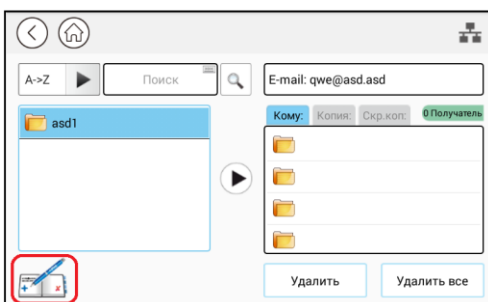 A->Z
Поиск
E-mail: qwe@asd.asd
asd1
Кому:
Копия:
Скр.коп:
0 Получатель
Удалить
Удалить все